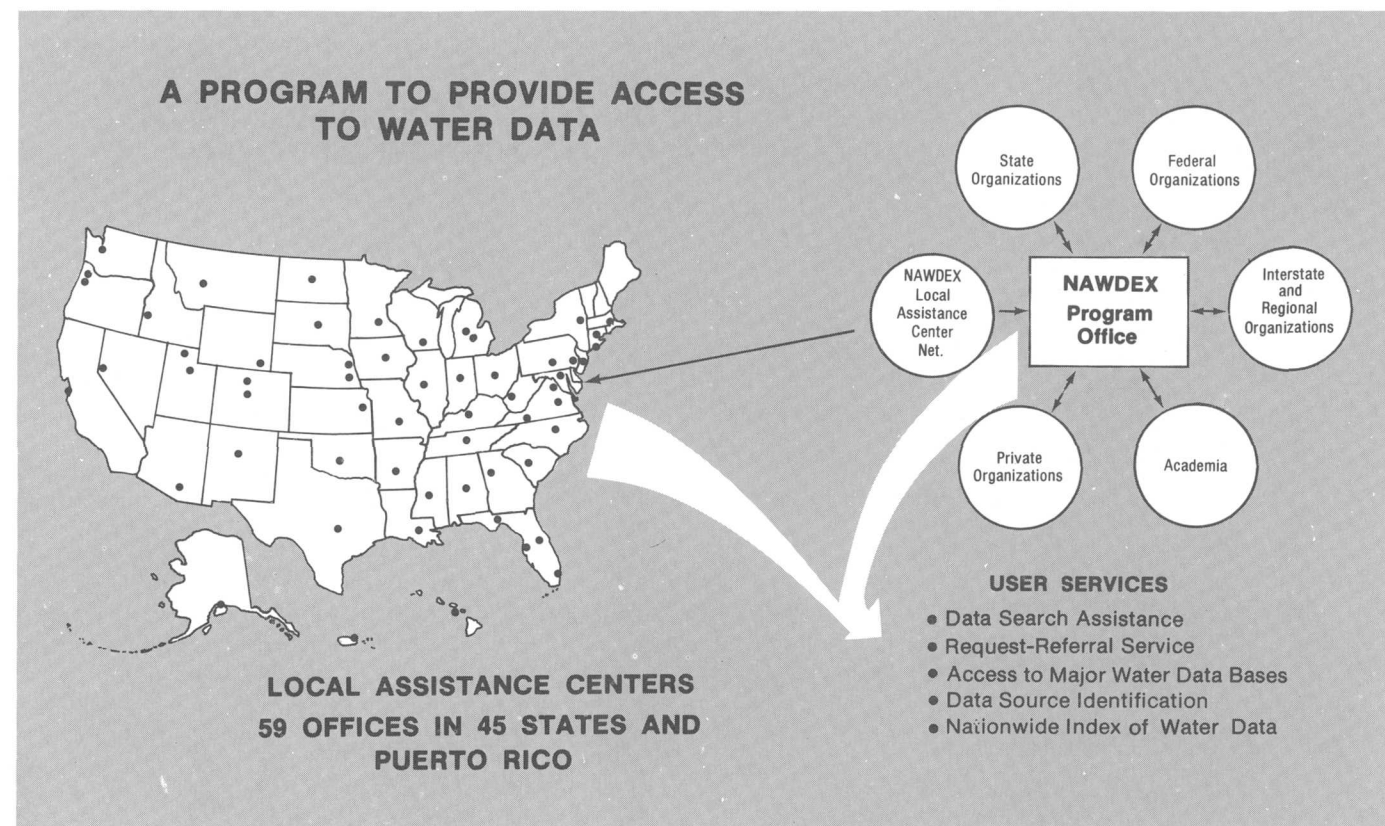 A PROGRAM TO PROVIDE ACCESS
TO WATER DATA
State
Organizations
Federal
Organizations
NAWDEX
Local
Assistance
Center
Net.
NAWDEX
Program
Office
Interstate
and
Regional
Organizations
Private
Organizations
Academia
LOCAL ASSISTANCE CENTERS
59 OFFICES IN 45 STATES AND
PUERTO RICO
USER SERVICES
• Data Search Assistance
• Request-Referral Service
• Access to Major Water Data Bases
• Data Source Identification
• Nationwide Index of Water Data